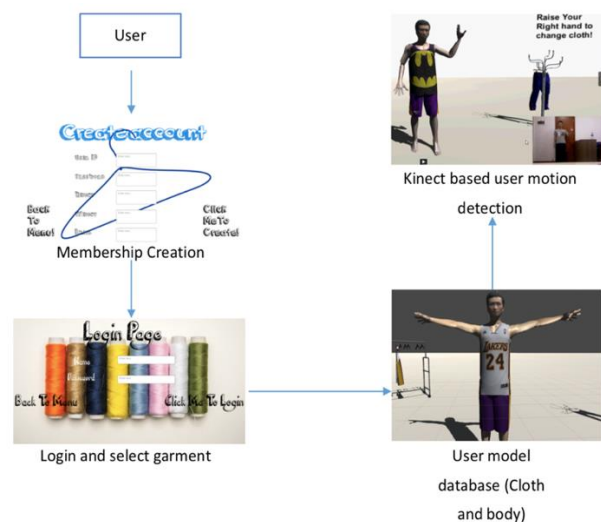 User
Create account
User ID
Back
To
Menu!
Click
Me To
Create!
Membership Creation
Login Page
Name
Password
Back To Menu
Click Me To Login
Login and select garment
Raise Your
Right hand to
change cloth!
Kinect based user motion
detection
LAKERS
24
User model
database (Cloth
and body)